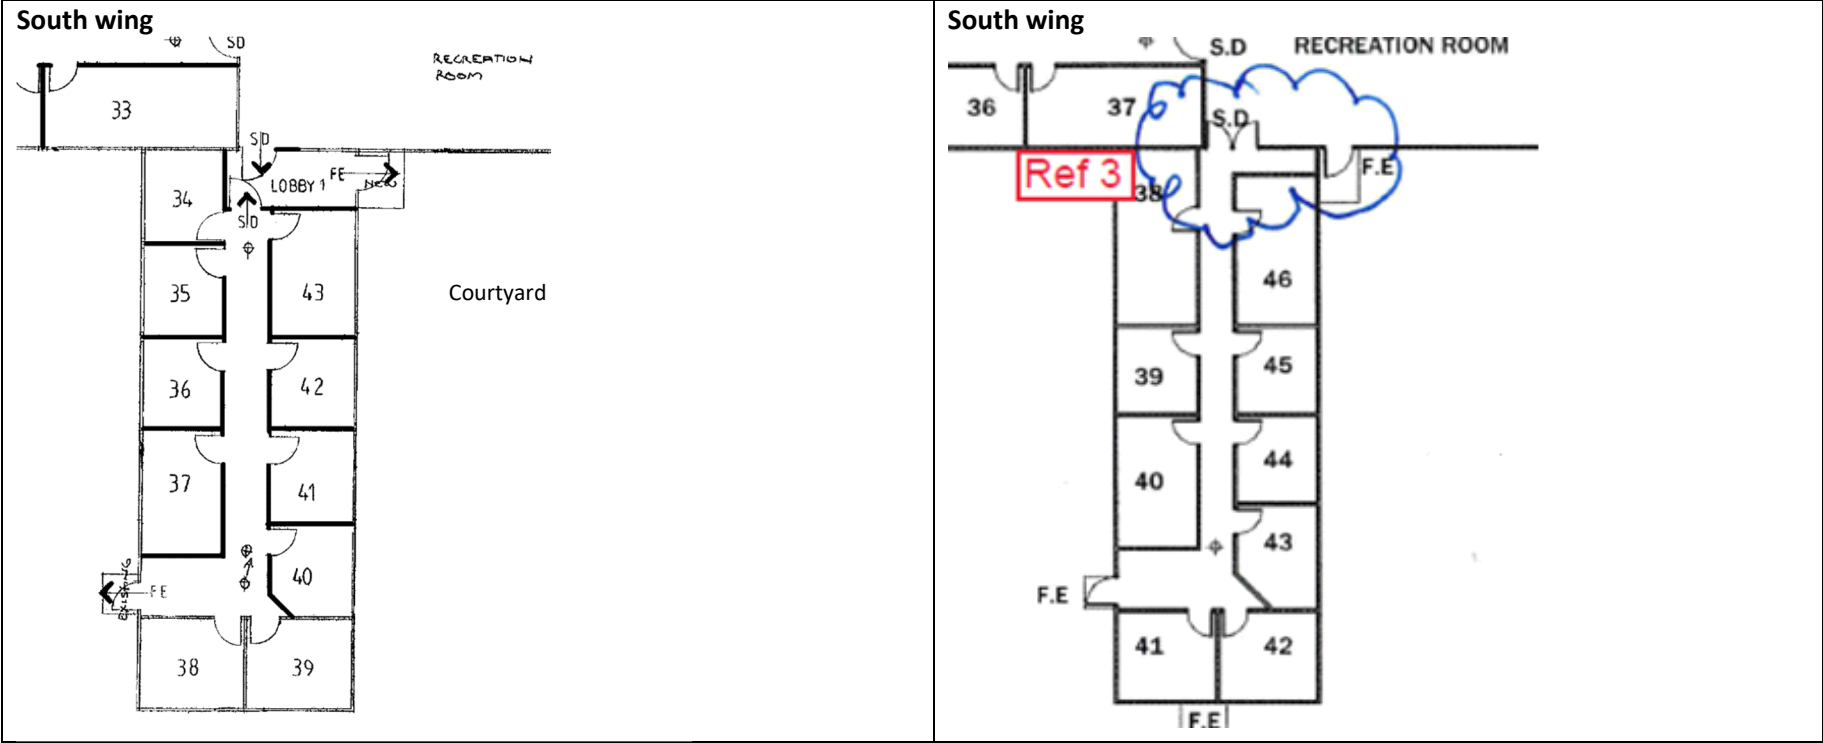 South wing
SD
RECREATION
ROOM
33
SD
34
LOBBY 1
FE
NEW
SD
35
43
Courtyard
36
42
37
41
EXISTING
FE
40
38
39
South wing
S.D
RECREATION ROOM
36
37
S.D
Ref 3
38
F.E
46
39
45
40
44
43
F.E
41
42
F.E